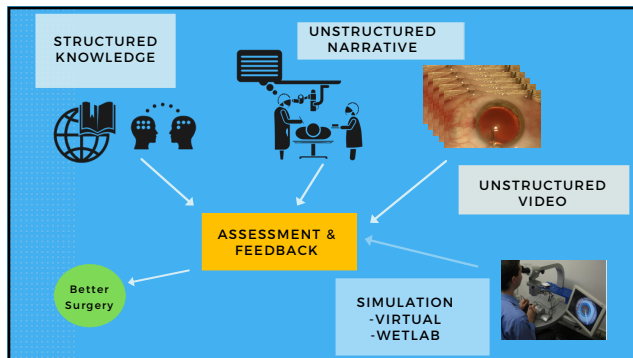 STRUCTURED
KNOWLEDGE
UNSTRUCTURED
NARRATIVE
UNSTRUCTURED
VIDEO
ASSESSMENT &
FEEDBACK
Better
Surgery
SIMULATION
-VIRTUAL
-WETLAB